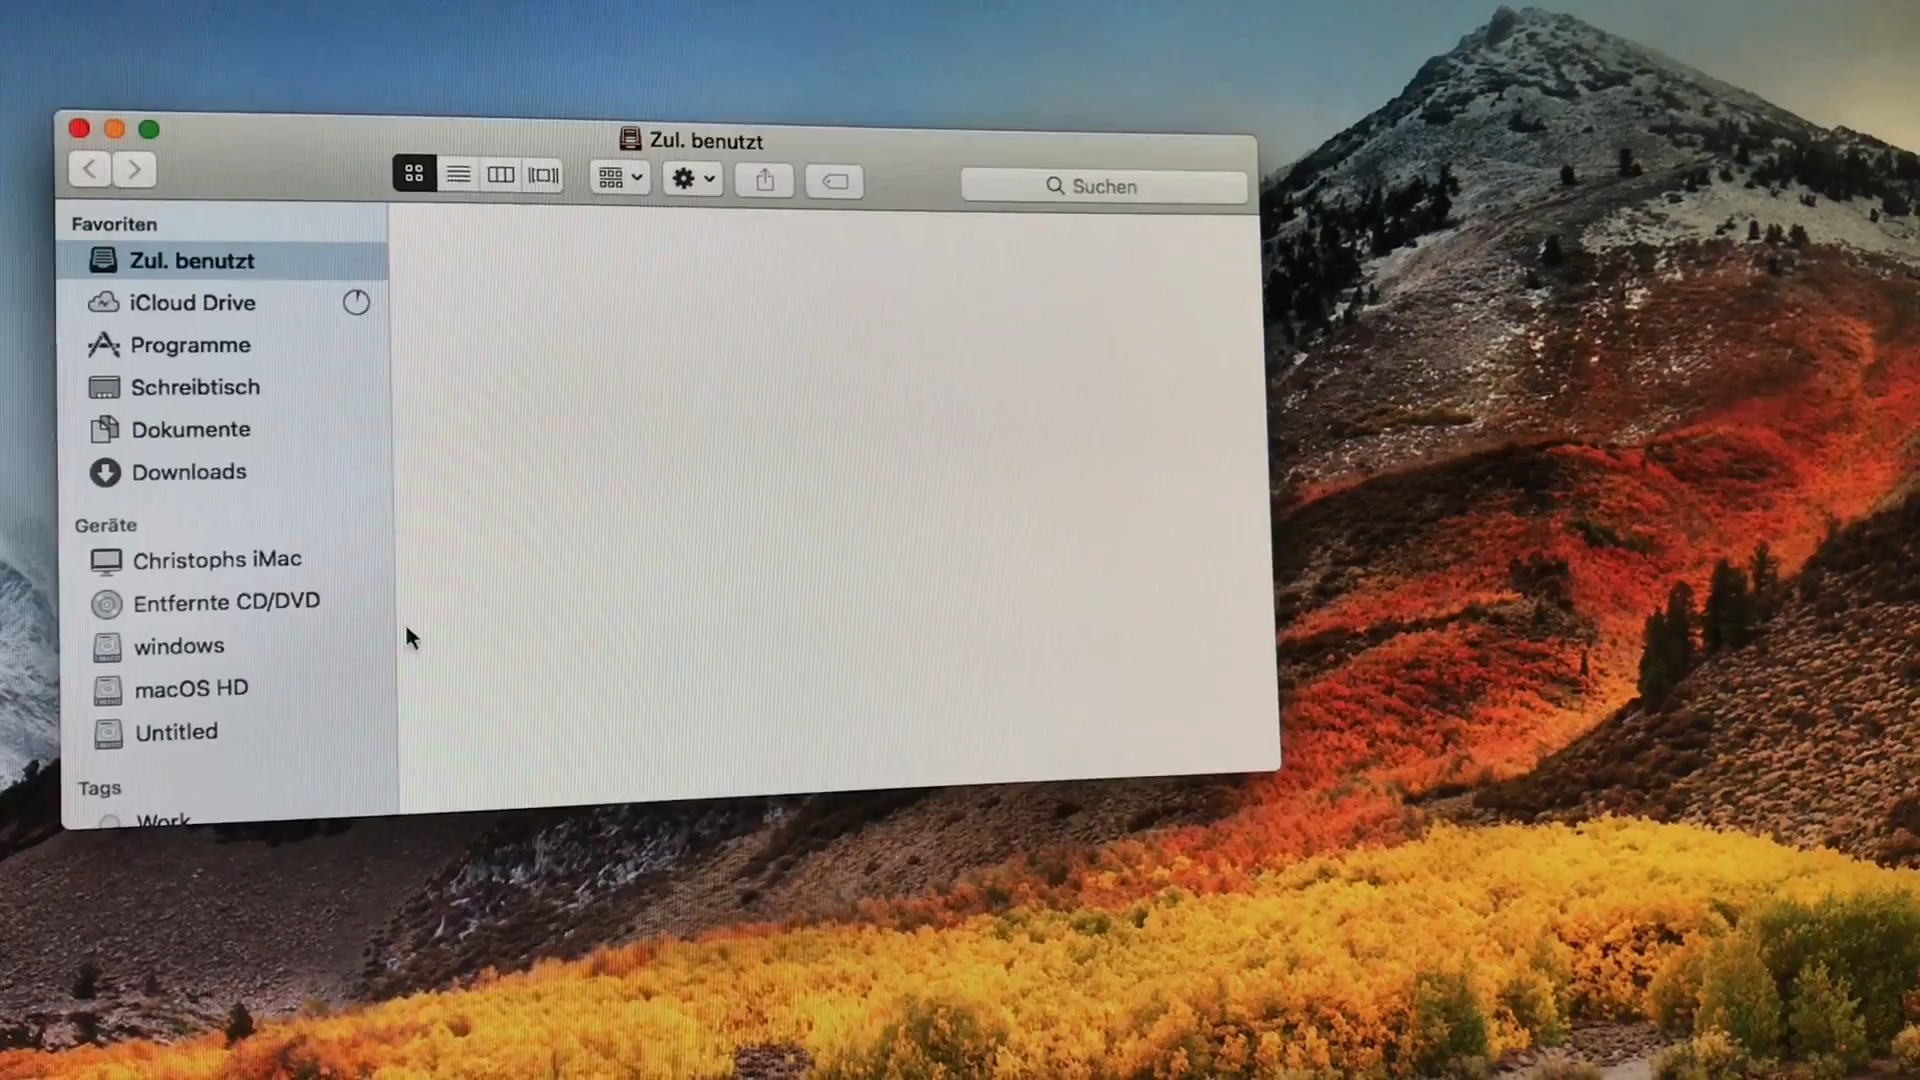 Zul. benutzt
Suchen
Favoriten
Zul. benutzt
iCloud Drive
Programme
Schreibtisch
Dokumente
Downloads
Geräte
Christophs iMac
Entfernte CD/DVD
windows
macOS HD
Untitled
Tags
Work